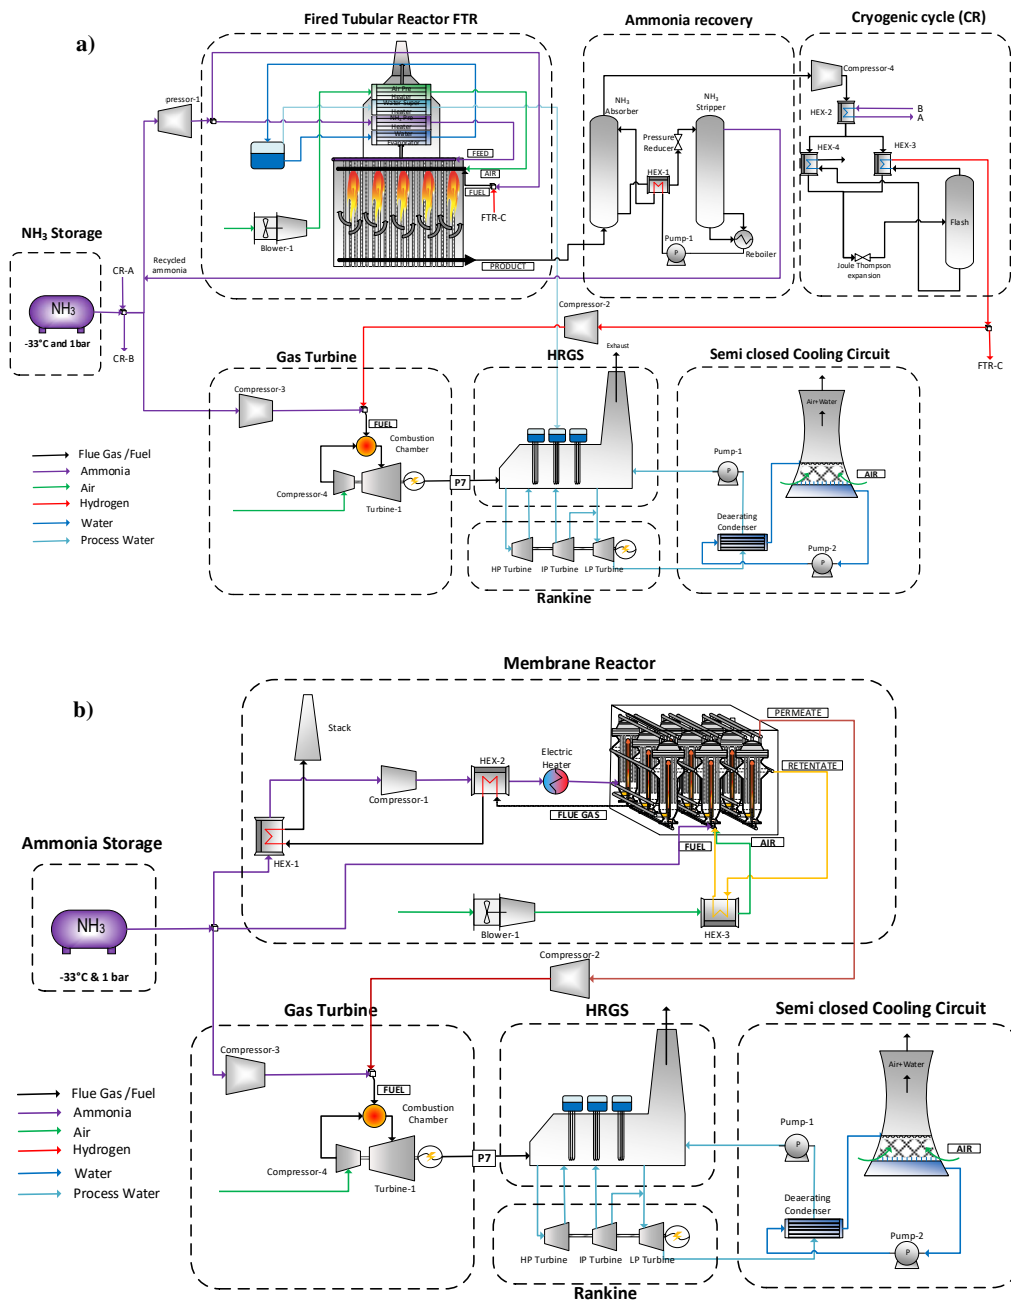 a)
Fired Tubular Reactor FTR
Ammonia recovery
Cryogenic cycle (CR)
pressor-1
Compressor-4
Air Pre
Heater
Heater
Heater
Water
NH3
Absorber
NH3
Stripper
Pressure
Reducer
HEX-1
HEX-2
B
A
HEX-4
HEX-3
FEED
AIR
FUEL
FTR-C
Blower-1
PRODUCT
Pump-1
Reboiler
Flash
Joule Thompson
expansion
NH3 Storage
CR-A
Recycled
ammonia
NH3
-33°C and 1bar
CR-B
Compressor-2
FTR-C
Gas Turbine
HRGS
Semi closed Cooling Circuit
Exhaust
Compressor-3
FUEL
Combustion
Chamber
Compressor-4
Turbine-1
P7
Air+Water
Pump-1
AIR
Deaerating
Condenser
Pump-2
P
P
P
HP Turbine
IP Turbine
LP Turbine
Rankine
Flue Gas /Fuel
Ammonia
Air
Hydrogen
Water
Process Water
b)
Membrane Reactor
Stack
PERMEATE
RETENTATE
HEX-2
Electric
Heater
Compressor-1
FLUE GAS
HEX-1
FUEL
AIR
Blower-1
HEX-3
Ammonia Storage
NH3
-33°C & 1 bar
Compressor-2
Gas Turbine
HRGS
Semi closed Cooling Circuit
Compressor-3
FUEL
Combustion
Chamber
Compressor-4
Turbine-1
P7
Air+Water
Pump-1
P
AIR
Deaerating
Condenser
Pump-2
P
HP Turbine
IP Turbine
LP Turbine
Rankine
Flue Gas /Fuel
Ammonia
Air
Hydrogen
Water
Process Water